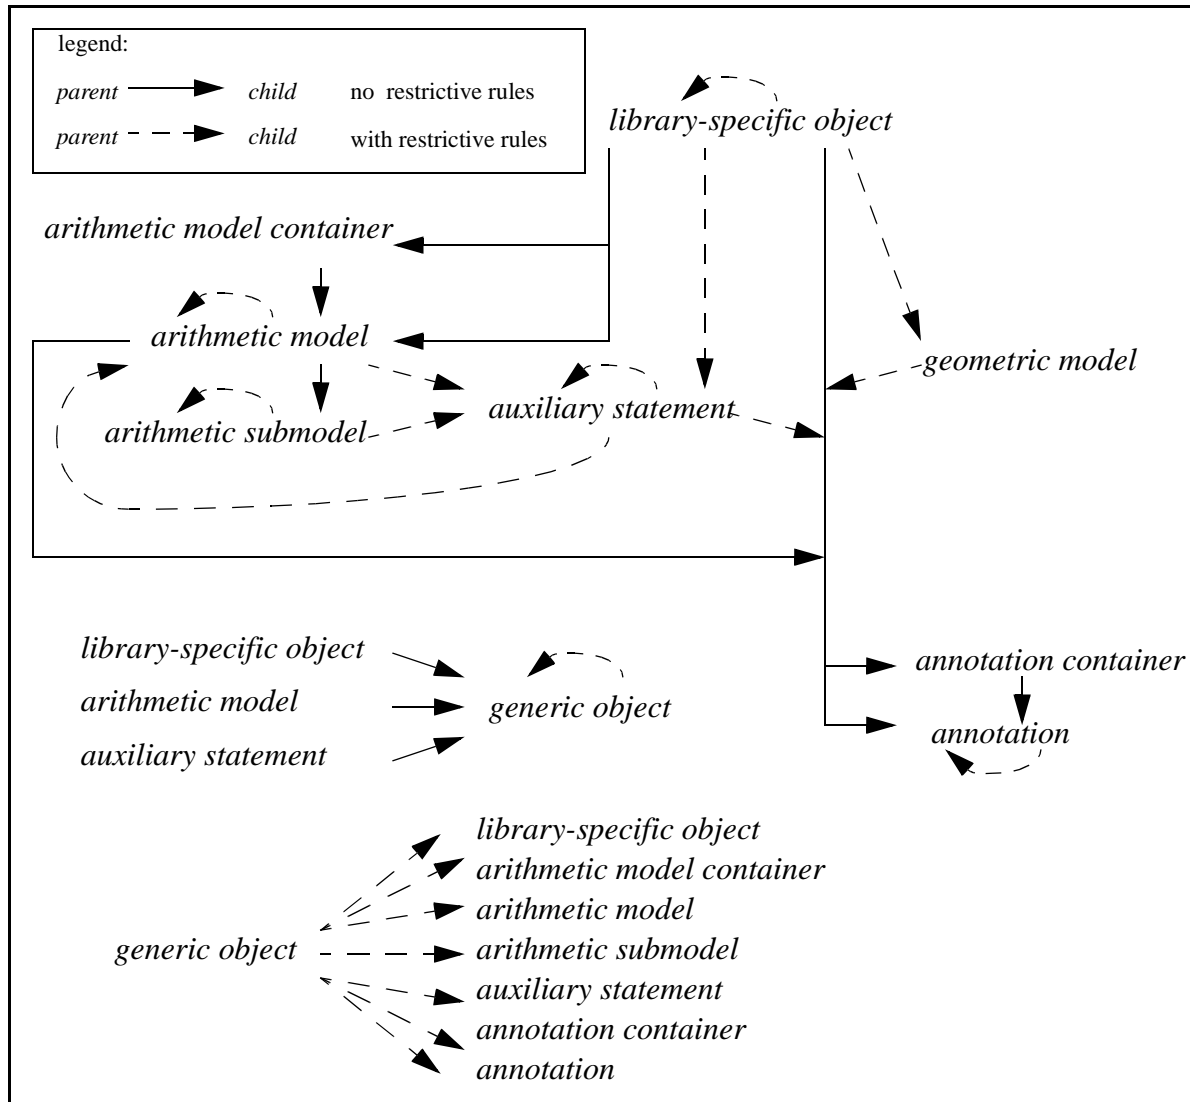 legend:
parent child no restrictive rules
parent child with restrictive rules
library-specific object
arithmetic model container
arithmetic model
geometric model
auxiliary statement
arithmetic submodel
library-specific object
arithmetic model
auxiliary statement
generic object
annotation container
annotation
generic object
library-specific object
arithmetic model container
arithmetic model
arithmetic submodel
auxiliary statement
annotation container
annotation